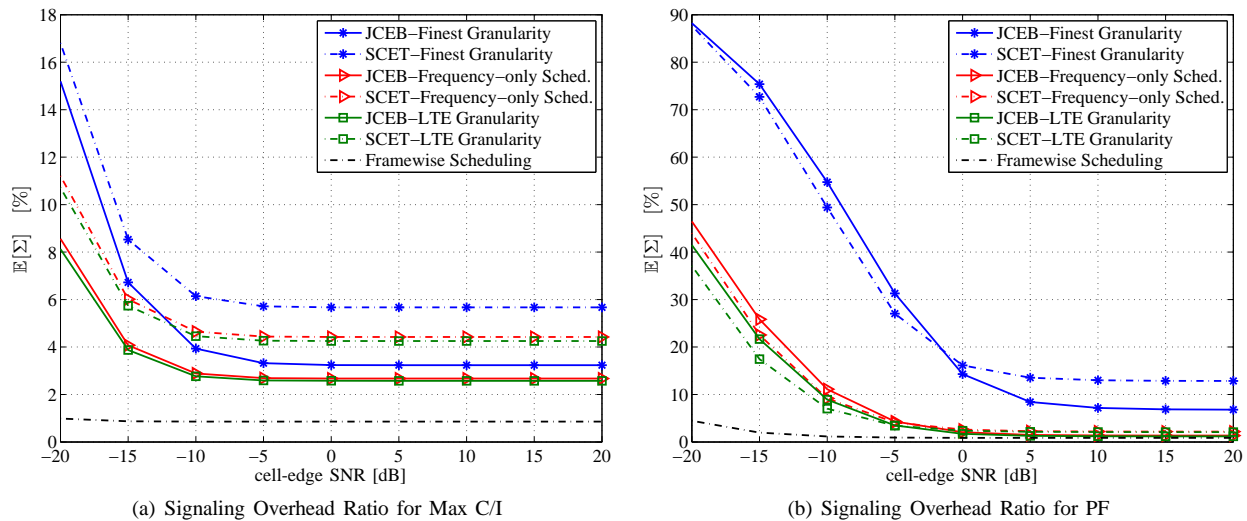 18
16
14
12
10
8
6
4
2
0
𝔼[Σ] [%]
−20 −15 −10 −5 0 5 10 15 20
cell-edge SNR [dB]
JCEB−Finest Granularity
SCET−Finest Granularity
JCEB−Frequency−only Sched.
SCET−Frequency−only Sched.
JCEB−LTE Granularity
SCET−LTE Granularity
Framewise Scheduling
(a) Signaling Overhead Ratio for Max C/I
90
80
70
60
50
40
30
20
10
0
𝔼[Σ] [%]
−20 −15 −10 −5 0 5 10 15 20
cell-edge SNR [dB]
JCEB−Finest Granularity
SCET−Finest Granularity
JCEB−Frequency−only Sched.
SCET−Frequency−only Sched.
JCEB−LTE Granularity
SCET−LTE Granularity
Framewise Scheduling
(b) Signaling Overhead Ratio for PF